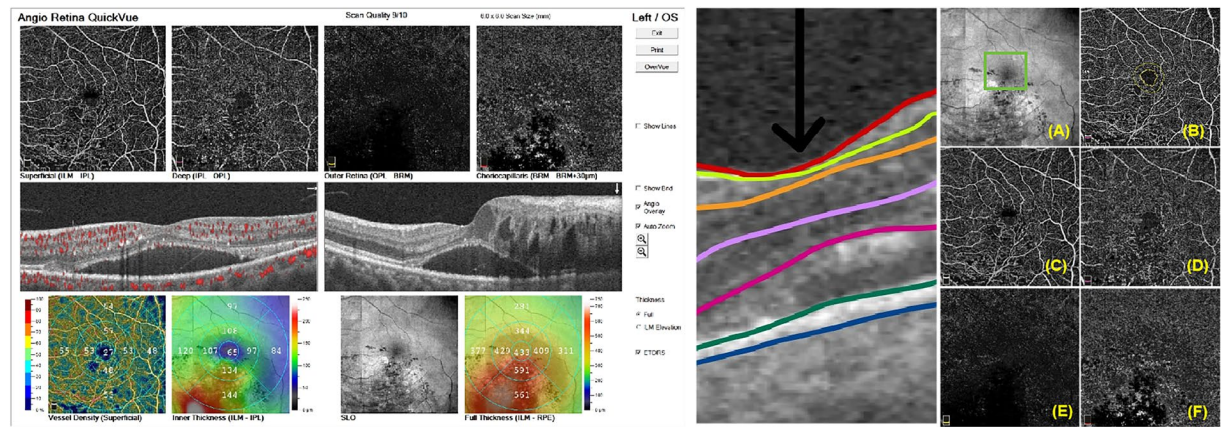 Angio Retina QuickVue
Scan Quality 9/10
6.0 x 6.0 Scan Size (mm)
Left / OS
Exit
Print
OverVue
Show Lines
Superficial (ILM - IPL)
Deep (IPL - OPL)
Outer Retina (OPL - BRM)
Choriocapillaris (BRM - BRM+30µm)
Show Bnd
Angio
Overlay
Auto Zoom
94
55
55 53 27 53 48
48
97
108
120 107 65 97 84
134
144
291
344
377 429 433 409 311
591
561
Thickness
Full
ILM Elevation
ETDRS
Vessel Density (Superficial)
Inner Thickness (ILM - IPL)
SLO
Full Thickness (ILM - RPE)
(A)
(B)
(C)
(D)
(E)
(F)